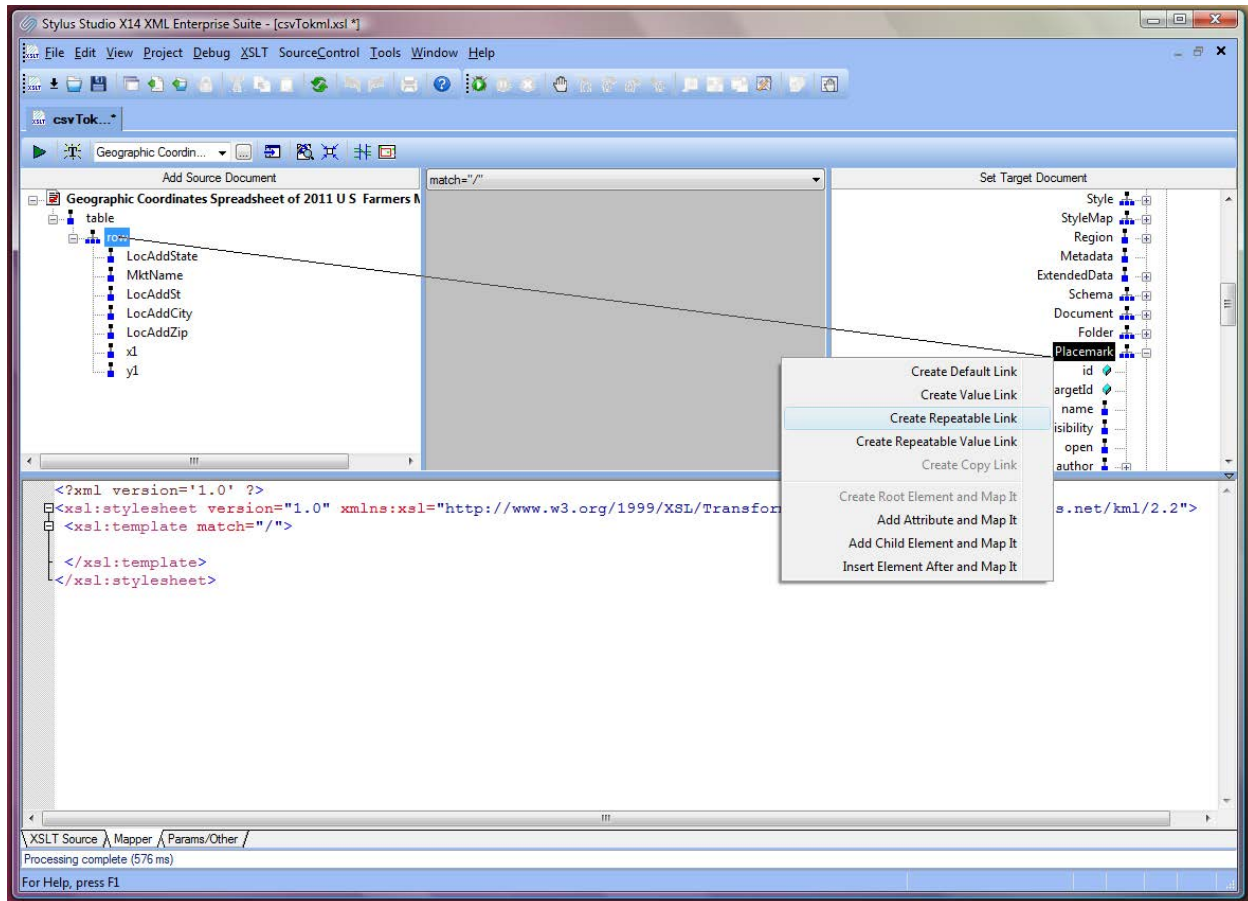 Stylus Studio X14 XML Enterprise Suite - [csvTokml.xsl *]
File Edit View Project Debug XSLT SourceControl Tools Window Help
csvTok...*
Geographic Coordin...
Add Source Document
match="/"
Set Target Document
Geographic Coordinates Spreadsheet of 2011 U S Farmers M
table
row
LocAddState
MktName
LocAddSt
LocAddCity
LocAddZip
x1
y1
Style
StyleMap
Region
Metadata
ExtendedData
Schema
Document
Folder
Placemark
id
argetId
name
isibility
open
author
Create Default Link
Create Value Link
Create Repeatable Link
Create Repeatable Value Link
Create Copy Link
Create Root Element and Map It
Add Attribute and Map It
Add Child Element and Map It
Insert Element After and Map It
<?xml version='1.0' ?>
<xsl:stylesheet version="1.0" xmlns:xsl="http://www.w3.org/1999/XSL/Transfor s.net/kml/2.2">
<xsl:template match="/">
</xsl:template>
</xsl:stylesheet>
XSLT Source Mapper Params/Other
Processing complete (576 ms)
For Help, press F1